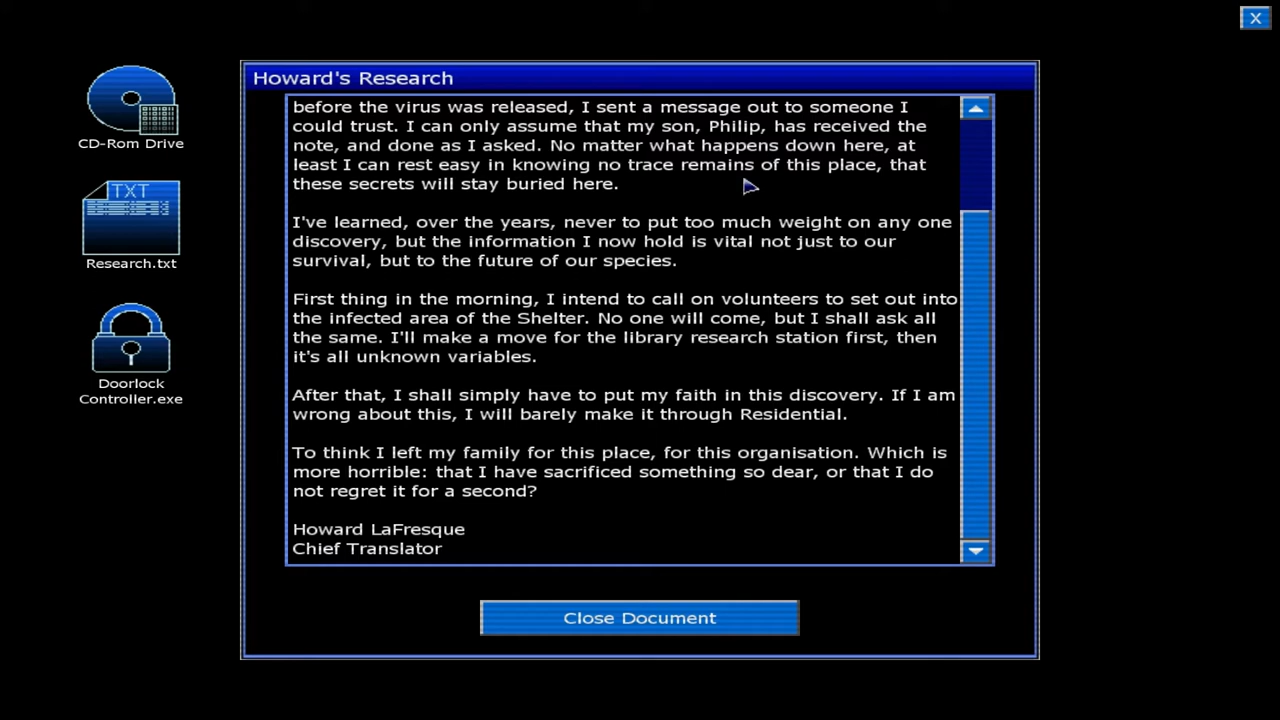 X
Howard's Research
before the virus was released, I sent a message out to someone I
could trust. I can only assume that my son, Philip, has received the
note, and done as I asked. No matter what happens down here, at
least I can rest easy in knowing no trace remains of this place, that
these secrets will stay buried here.
I've learned, over the years, never to put too much weight on any one
discovery, but the information I now hold is vital not just to our
survival, but to the future of our species.
First thing in the morning, I intend to call on volunteers to set out into
the infected area of the Shelter. No one will come, but I shall ask all
the same. I'll make a move for the library research station first, then
it's all unknown variables.
After that, I shall simply have to put my faith in this discovery. If I am
wrong about this, I will barely make it through Residential.
To think I left my family for this place, for this organisation. Which is
more horrible: that I have sacrificed something so dear, or that I do
not regret it for a second?
Howard LaFresque
Chief Translator
Close Document
CD-Rom Drive
TXT
Research.txt
Doorlock
Controller.exe